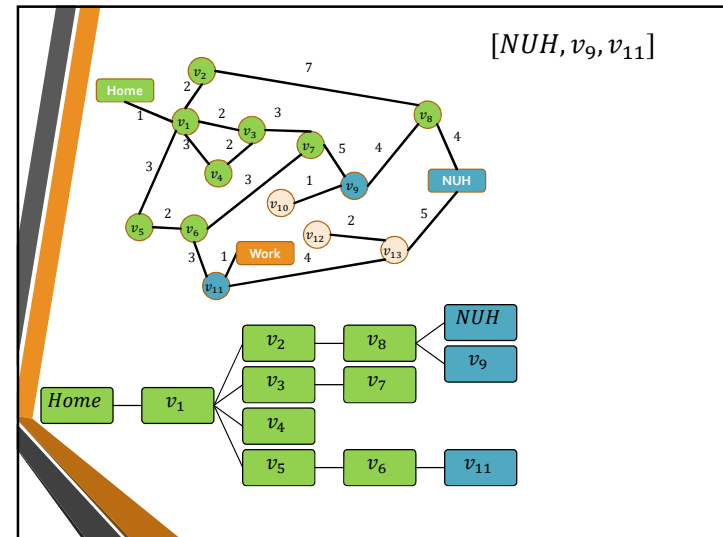 [NUH, v₉, v₁₁]
7
v₂
Home
2
1
v₁
2
3
v₃
v₈
4
3
2
v₇
5
4
v₄
3
3
1
v₉
NUH
v₁₀
2
5
v₅
2
v₆
v₁₂
3
1
Work
4
v₁₃
v₁₁
NUH
v₂
v₈
v₉
v₃
v₇
Home
v₁
v₄
v₅
v₆
v₁₁